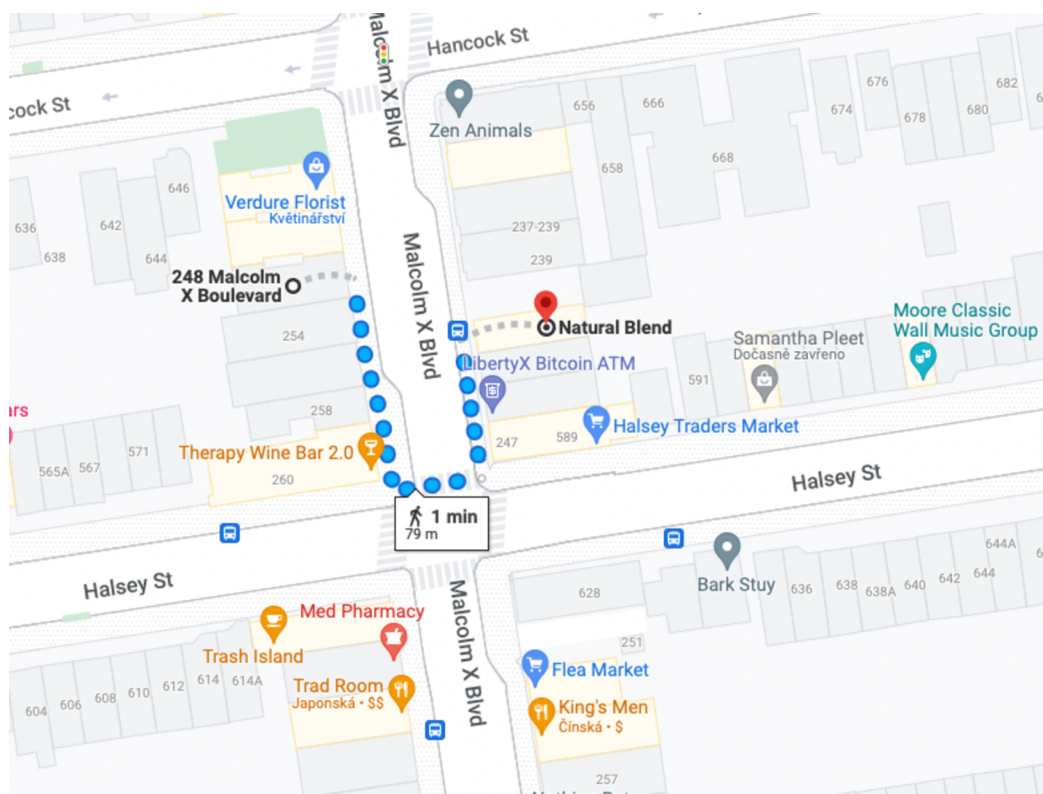 Hancock St
cock St
Malcolm X Blvd
Zen Animals
656
666
674
676
678
680
682
658
668
646
642
644
636
638
Verdure Florist
Květinářství
237-239
239
248 Malcolm
X Boulevard
Malcolm X Blvd
Natural Blend
254
258
LibertyX Bitcoin ATM
Samantha Pleet
Dočasně zavřeno
Moore Classic
Wall Music Group
591
ars
565A
567
571
Therapy Wine Bar 2.0
260
247
589
Halsey Traders Market
1 min
79 m
Halsey St
Halsey St
Bark Stuy
628
636
638
638A
640
642
644
644A
251
Med Pharmacy
Trash Island
Malcolm X Blvd
Flea Market
Trad Room
Japonská • $$
King's Men
Čínská • $
604
606
608
610
612
614
614A
257